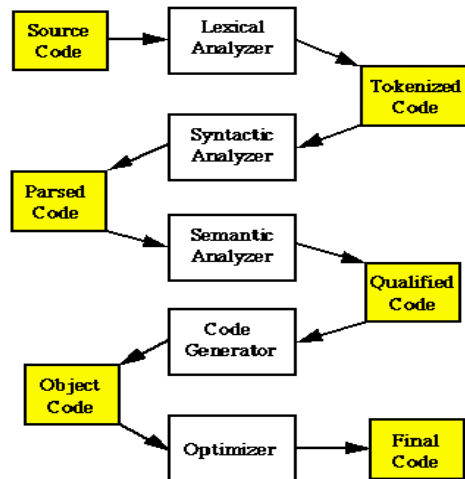 Source
Code
Lexical
Analyzer
Tokenized
Code
Syntactic
Analyzer
Parsed
Code
Semantic
Analyzer
Qualified
Code
Code
Generator
Object
Code
Optimizer
Final
Code